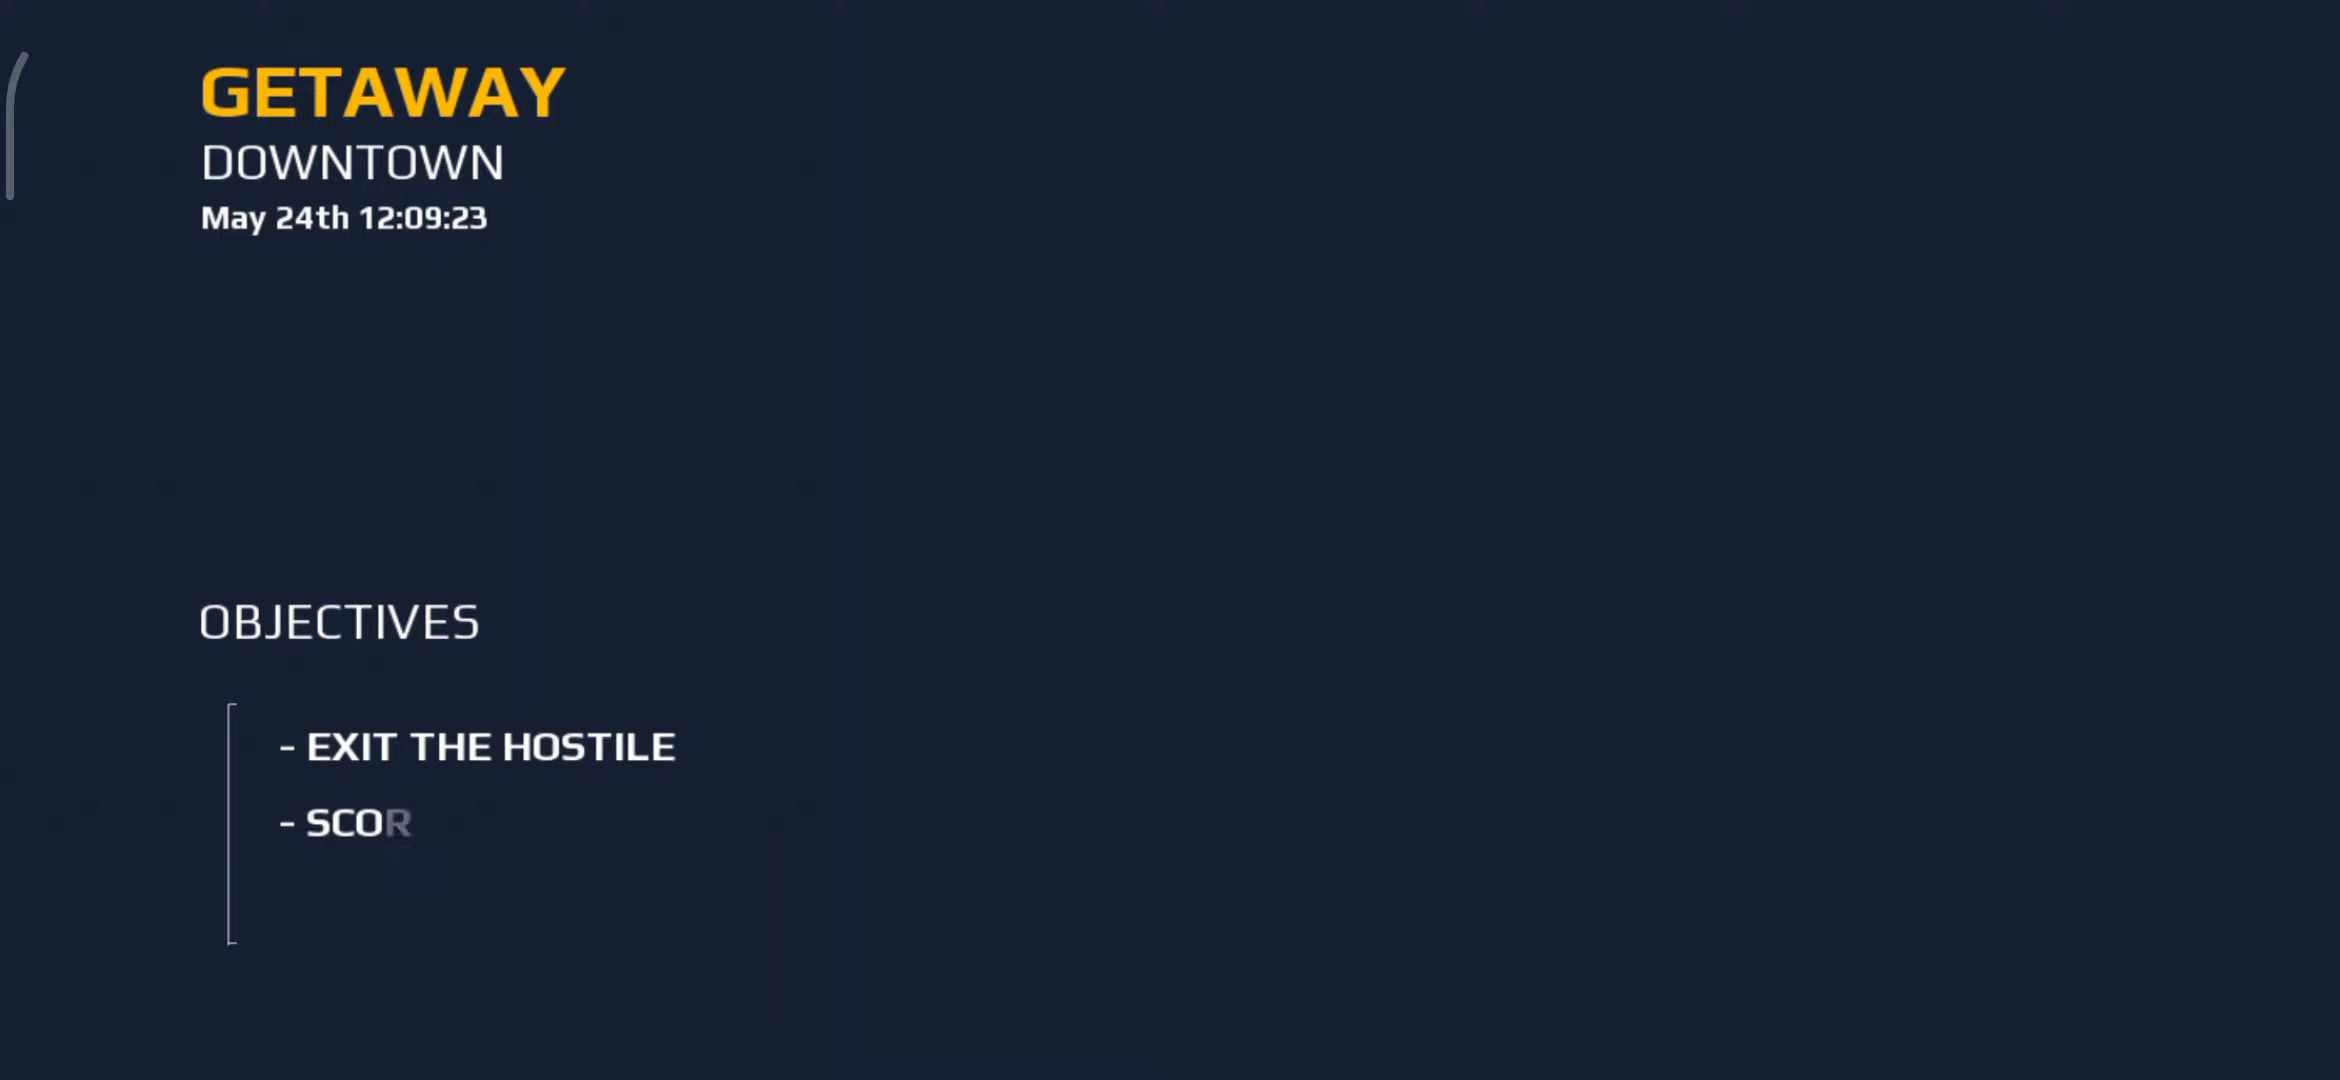 GETAWAY
DOWNTOWN
May 24th 12:09:23
OBJECTIVES
- EXIT THE HOSTILE
- SCOR